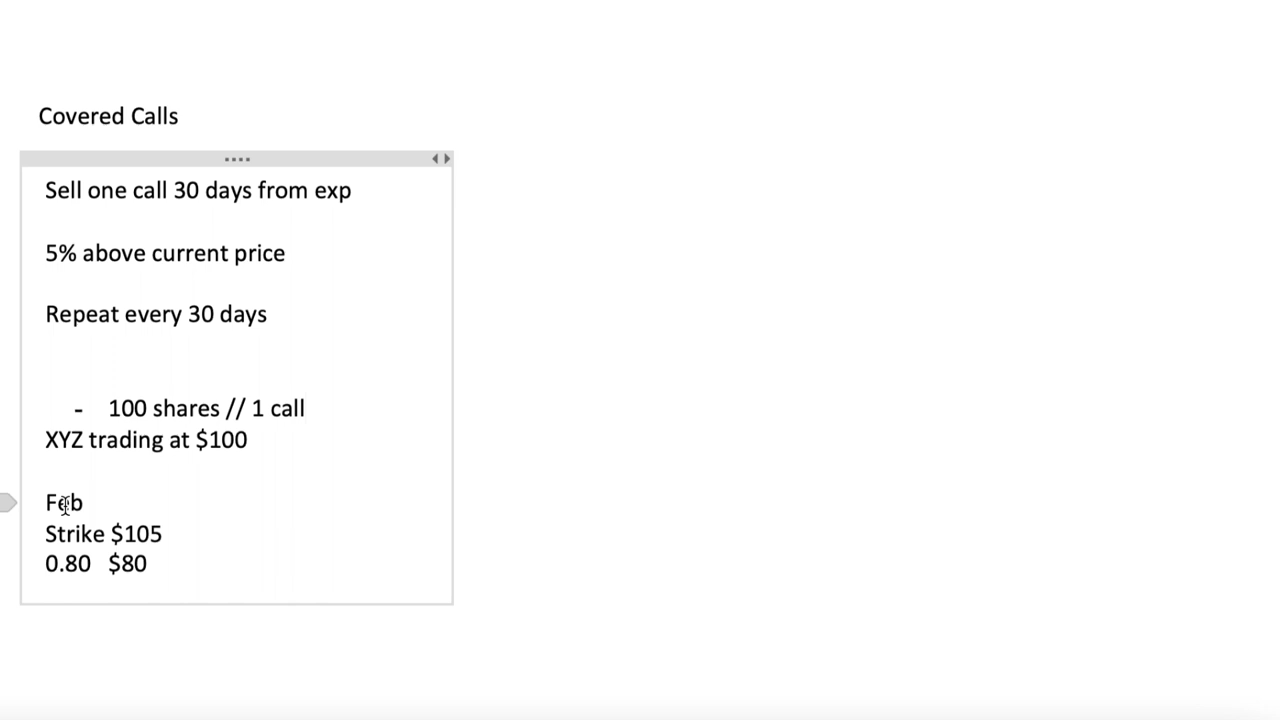 Covered Calls
Sell one call 30 days from exp
5% above current price
Repeat every 30 days
- 100 shares // 1 call
XYZ trading at $100
Feb
Strike $105
0.80 $80